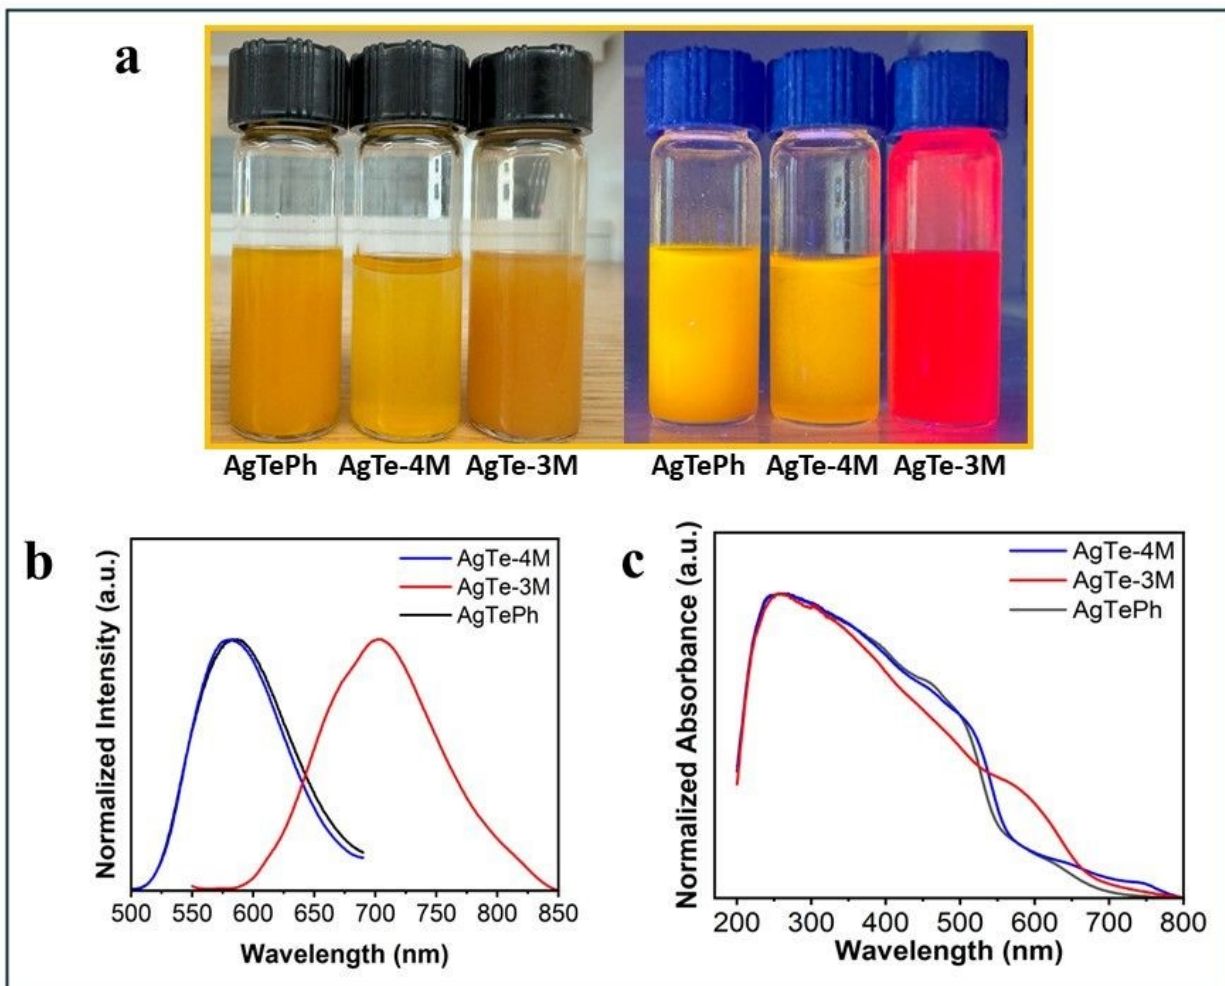 a
AgTePh AgTe-4M AgTe-3M AgTePh AgTe-4M AgTe-3M
b
Normalized Intensity (a.u.)
AgTe-4M
AgTe-3M
AgTePh
500 550 600 650 700 750 800 850
Wavelength (nm)
c
Normalized Absorbance (a.u.)
AgTe-4M
AgTe-3M
AgTePh
200 300 400 500 600 700 800
Wavelength (nm)